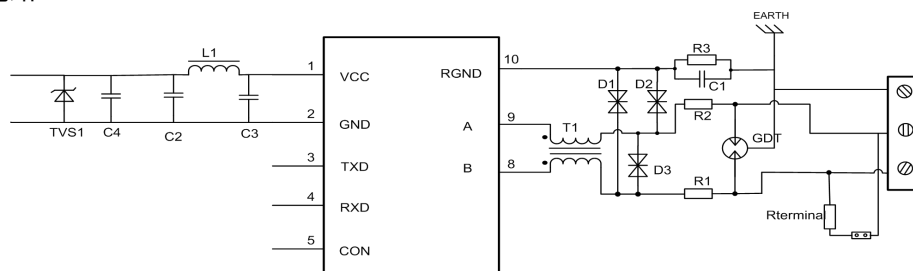 EARTH
L1
R3
1
10
VCC
RGND
C1
D1
D2
TVS1
C4
C2
C3
2
GND
A
9
T1
R2
GDT
3
TXD
B
8
D3
R1
4
RXD
Rterminal
5
CON